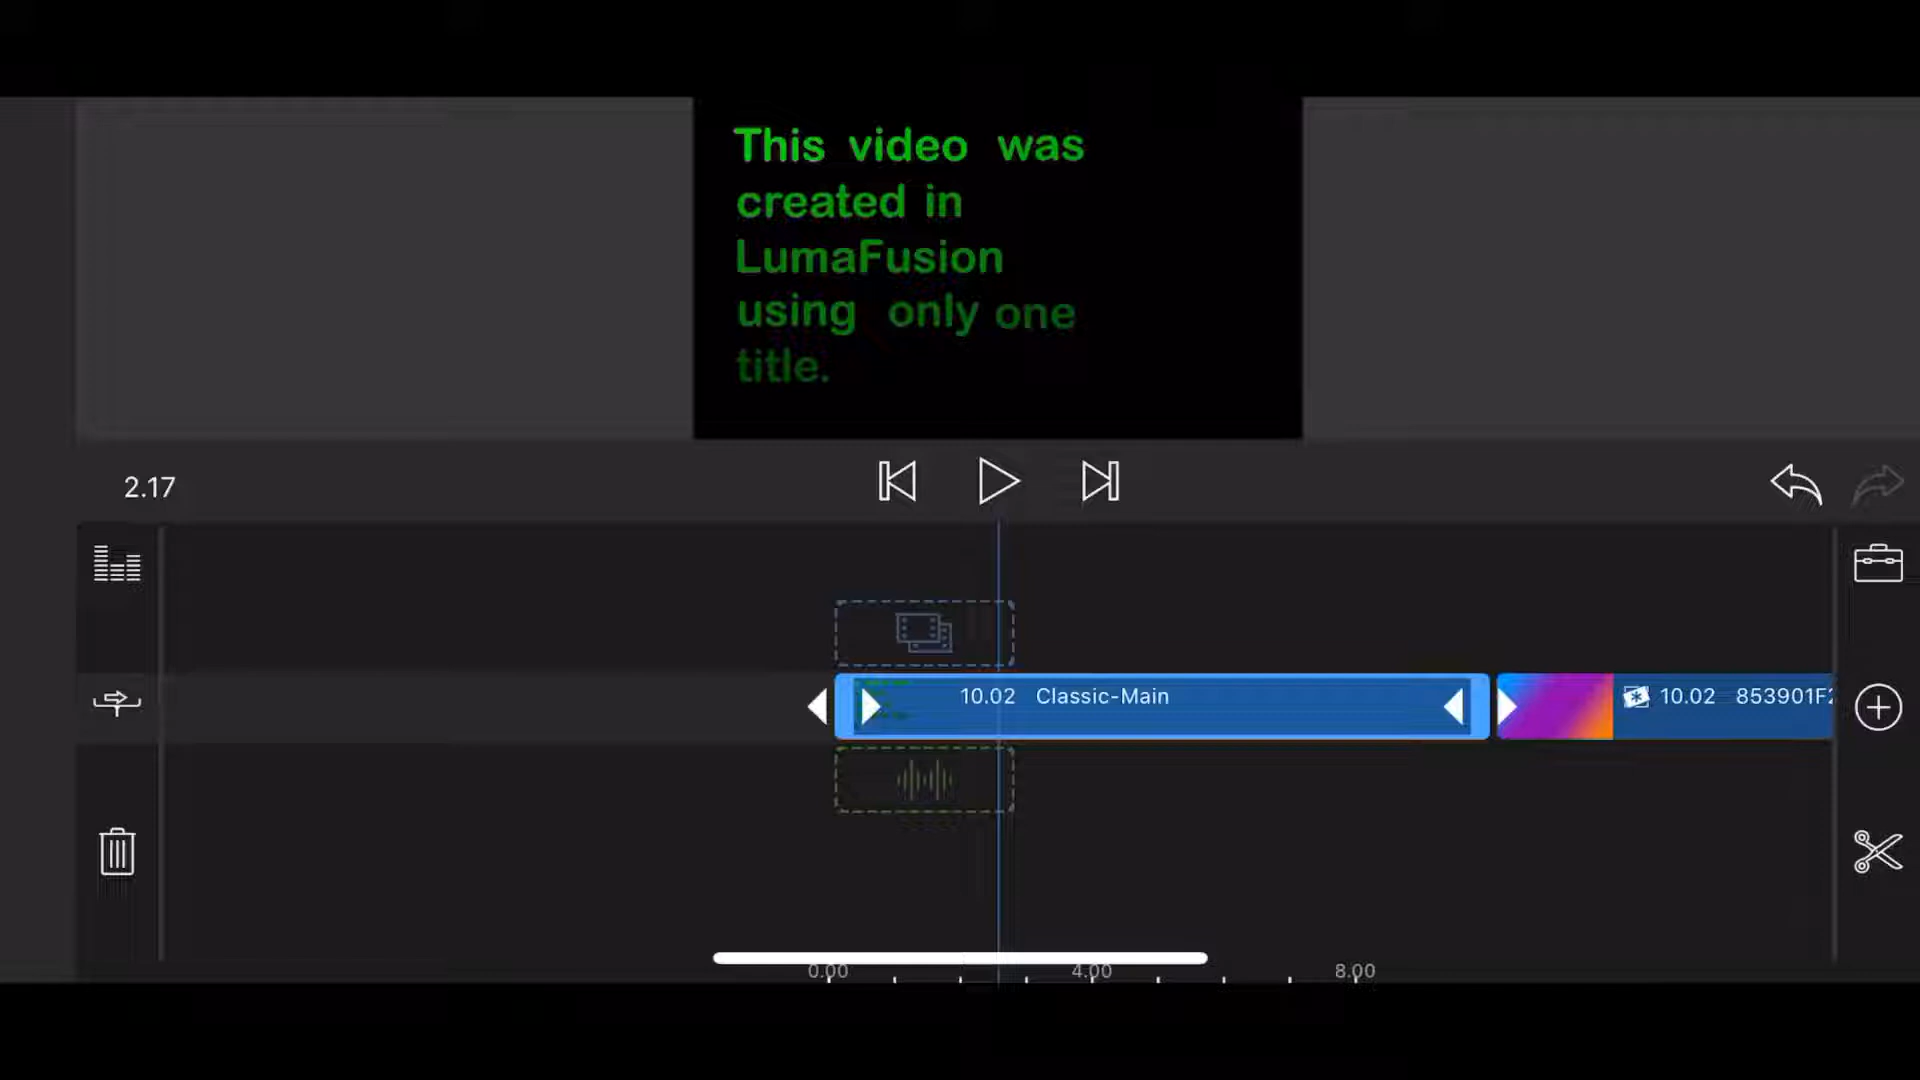 This video was
created in
LumaFusion
using only one
title.
2.17
10.02 Classic-Main
10.02 853901F
0.00 4.00 8.00